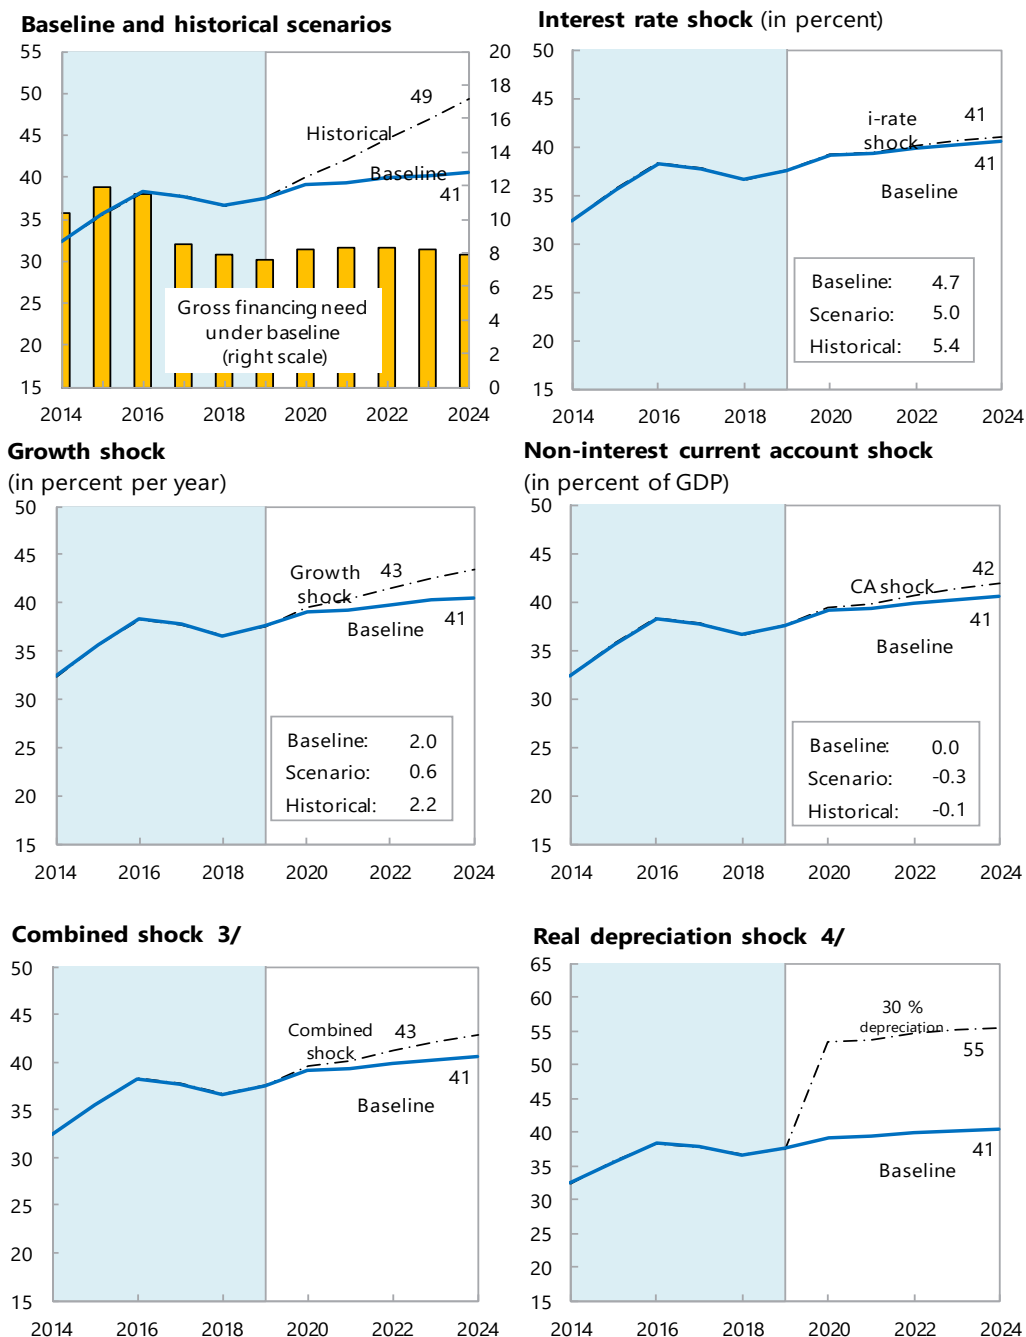 Baseline and historical scenarios
55
50
45
40
35
30
25
20
15
20
18
16
14
12
10
8
6
4
2
0
49
Historical
Baseline
41
Gross financing need
under baseline
(right scale)
2014 2016 2018 2020 2022 2024
Interest rate shock (in percent)
50
45
40
35
30
25
20
15
i-rate
shock
41
41
Baseline
Baseline: 4.7
Scenario: 5.0
Historical: 5.4
2014 2016 2018 2020 2022 2024
Growth shock
(in percent per year)
50
45
40
35
30
25
20
15
Growth
shock
43
41
Baseline
Baseline: 2.0
Scenario: 0.6
Historical: 2.2
2014 2016 2018 2020 2022 2024
Non-interest current account shock
(in percent of GDP)
50
45
40
35
30
25
20
15
CA shock
42
41
Baseline
Baseline: 0.0
Scenario: -0.3
Historical: -0.1
2014 2016 2018 2020 2022 2024
Combined shock 3/
50
45
40
35
30
25
20
15
Combined
shock
43
41
Baseline
2014 2016 2018 2020 2022 2024
Real depreciation shock 4/
65
60
55
50
45
40
35
30
25
20
15
30 %
depreciation
55
41
Baseline
2014 2016 2018 2020 2022 2024